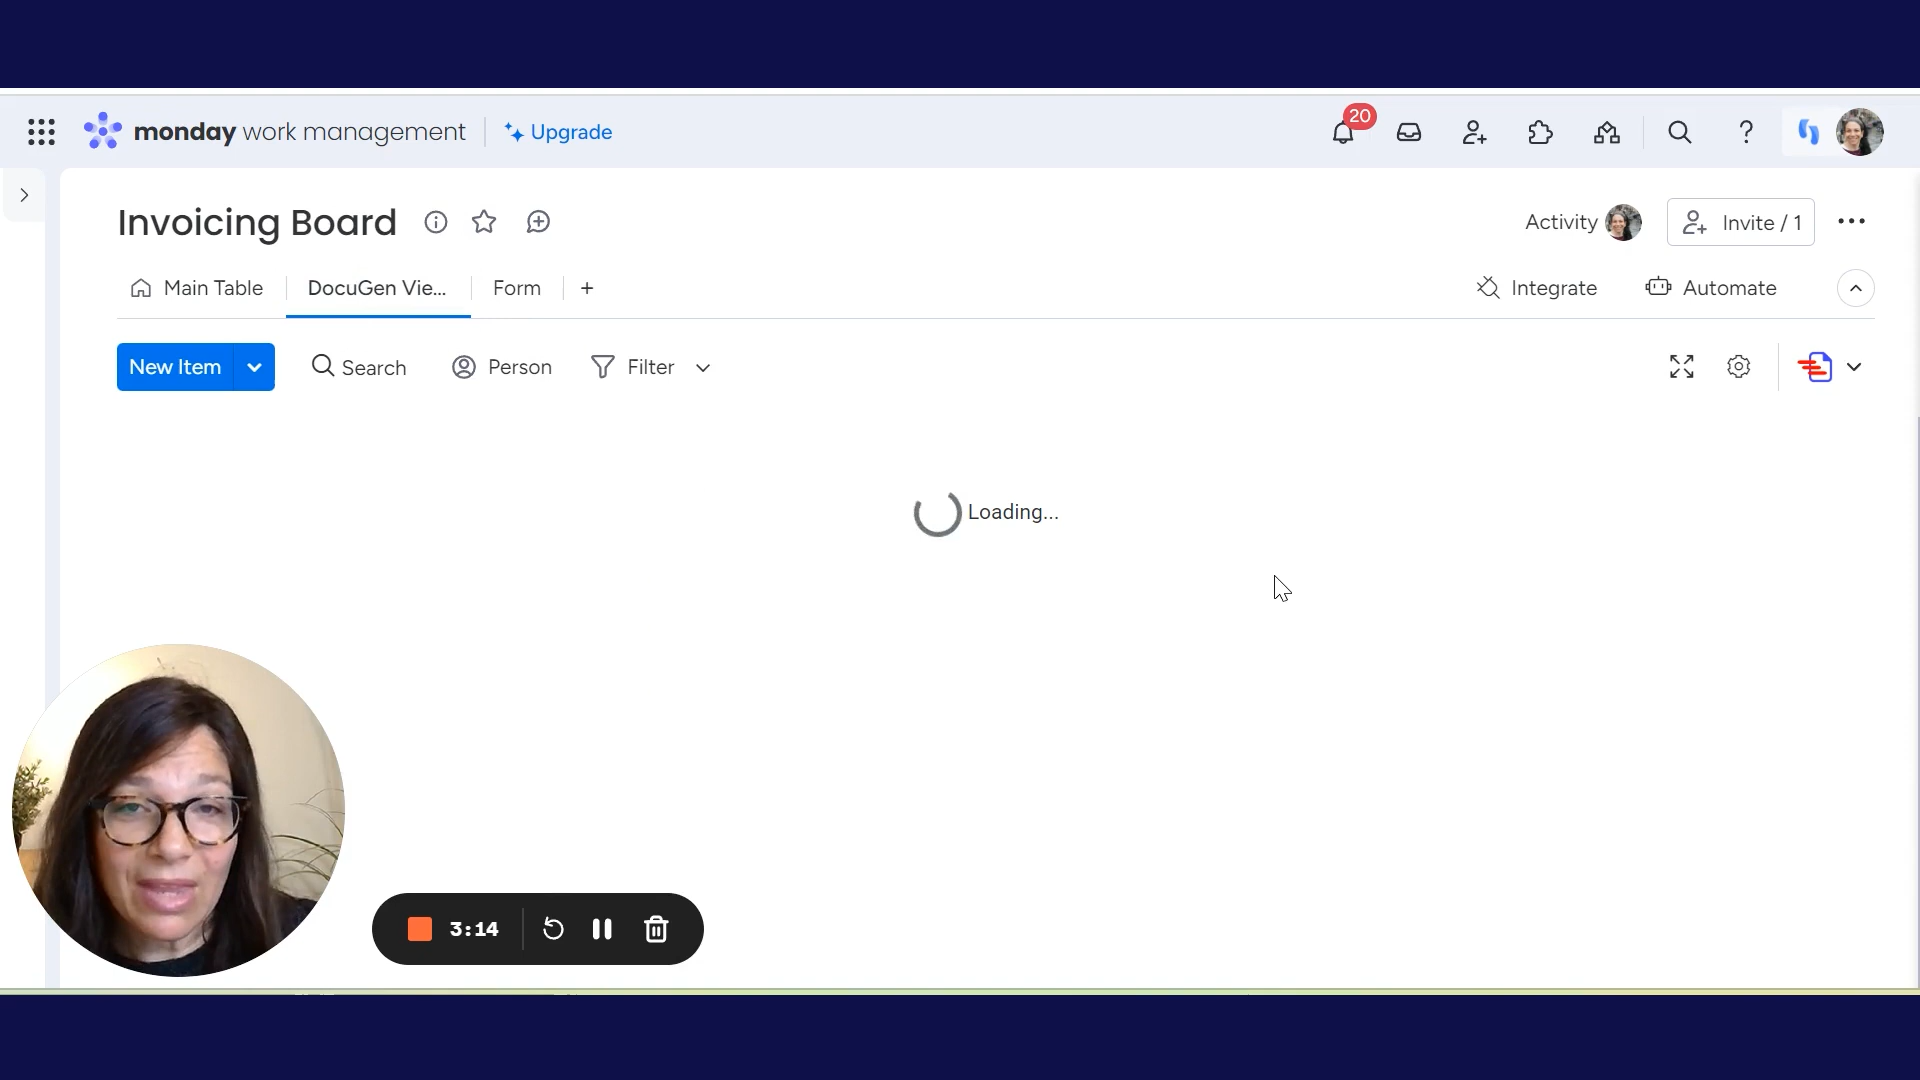 monday work management
Upgrade
20
Invoicing Board
Activity
Invite / 1
Main Table
DocuGen Vie...
Form
Integrate
Automate
New Item
Search
Person
Filter
Loading...
3:14